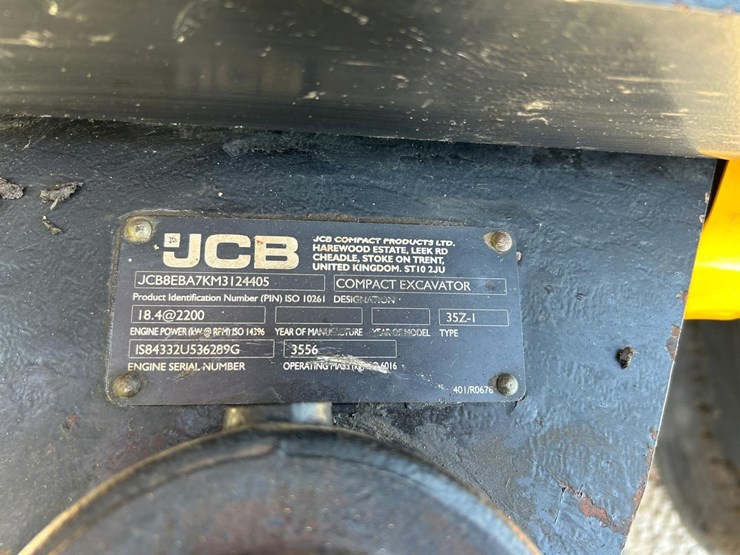 JCB
JCB COMPACT PRODUCTS LTD.
HAREWOOD ESTATE, LEEK RD
CHEADLE, STOKE ON TRENT,
UNITED KINGDOM. ST10 2JU
JCB8EBA7KM3124405 COMPACT EXCAVATOR
Product Identification Number (PIN) ISO 10261 DESIGNATION
18.4@2200 35Z-1
ENGINE POWER (kW @ RPM) ISO 14396 YEAR OF MANUFACTURE YEAR OF MODEL TYPE
IS84332U536289G 3556
ENGINE SERIAL NUMBER OPERATING MASS (kg) 6016
401/R0676